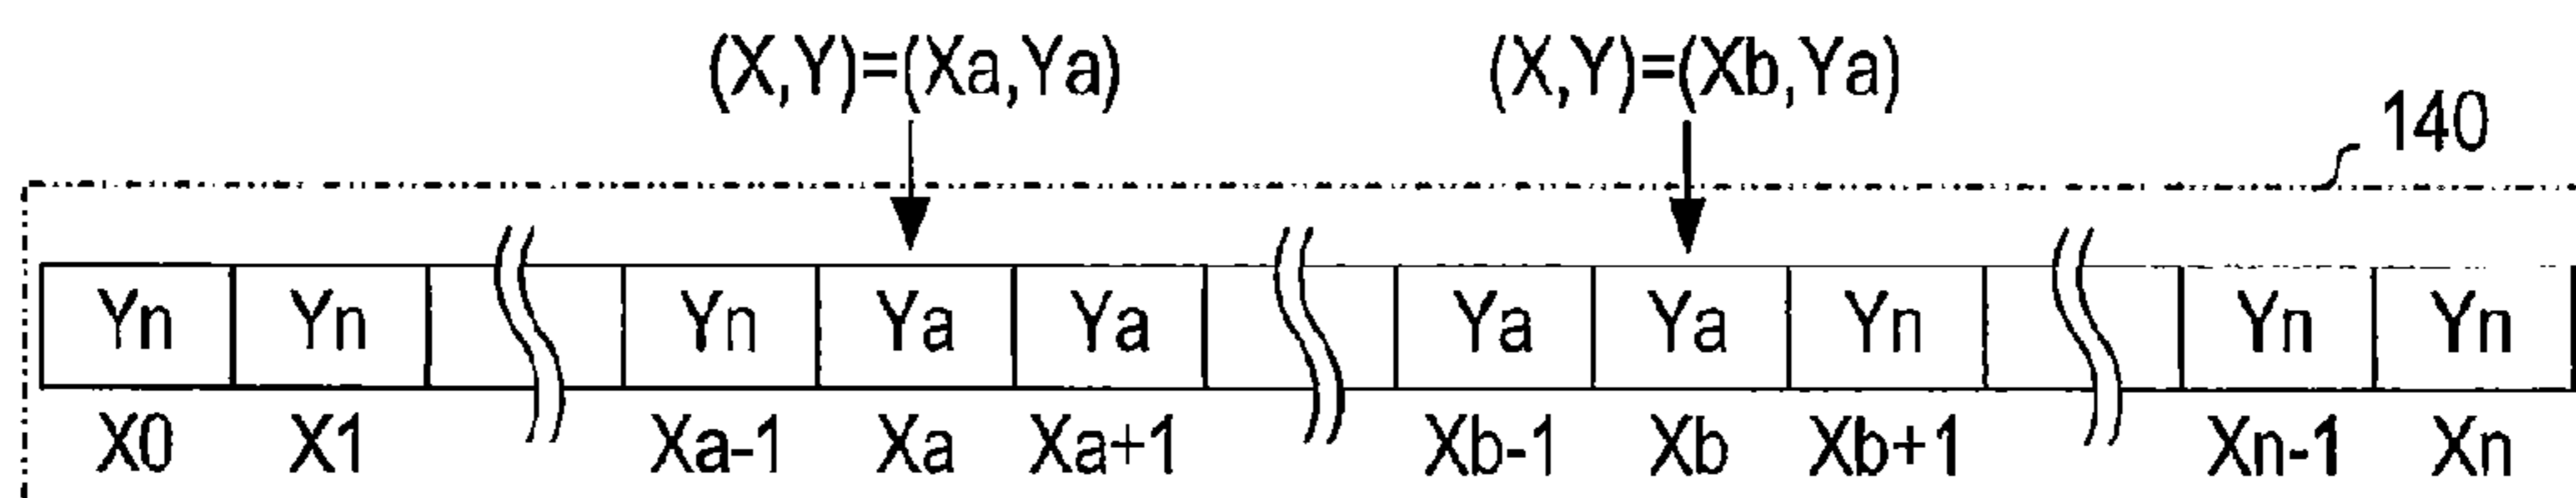 (X,Y)=(Xa,Ya) (X,Y)=(Xb,Ya)
140
Yn Yn Yn Ya Ya Ya Ya Yn Yn Yn
X0 X1 Xa-1 Xa Xa+1 Xb-1 Xb Xb+1 Xn-1 Xn